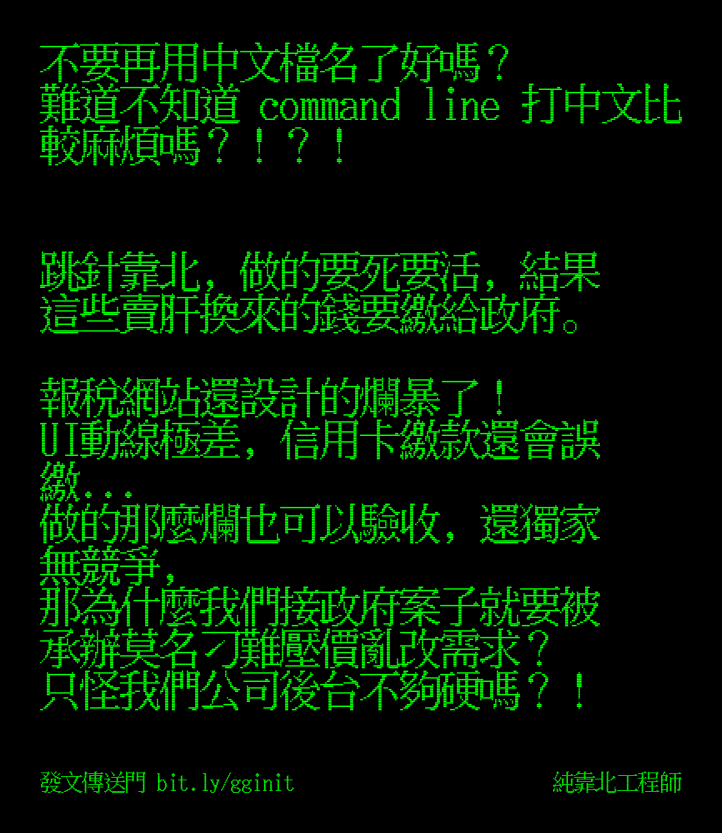 不要再用中文檔名了好嗎？
難道不知道 command line 打中文比
較麻煩嗎？！？！
跳針靠北，做的要死要活，結果
這些賣肝換來的錢要繳給政府。
報稅網站還設計的爛暴了！
UI動線極差，信用卡繳款還會誤
繳...
做的那麼爛也可以驗收，還獨家
無競爭，
那為什麼我們接政府案子就要被
承辦莫名刁難壓價亂改需求？
只怪我們公司後台不夠硬嗎？！
發文傳送門 bit.ly/gginit
純靠北工程師